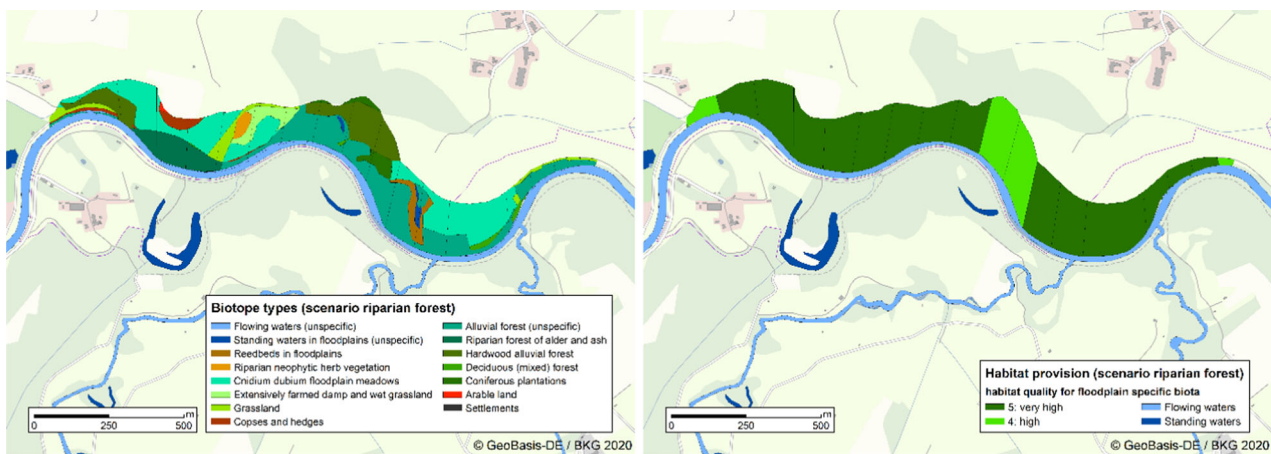 Biotope types (scenario riparian forest)
Flowing waters (unspecific)
Standing waters in floodplains (unspecific)
Reedbeds in floodplains
Riparian neophytic herb vegetation
Cnidium dubium floodplain meadows
Extensively farmed damp and wet grassland
Grassland
Copses and hedges
Alluvial forest (unspecific)
Riparian forest of alder and ash
Hardwood alluvial forest
Deciduous (mixed) forest
Coniferous plantations
Arable land
Settlements
m
0 250 500
© GeoBasis-DE / BKG 2020
Habitat provision (scenario riparian forest)
habitat quality for floodplain specific biota
5: very high
4: high
Flowing waters
Standing waters
m
0 250 500
© GeoBasis-DE / BKG 2020